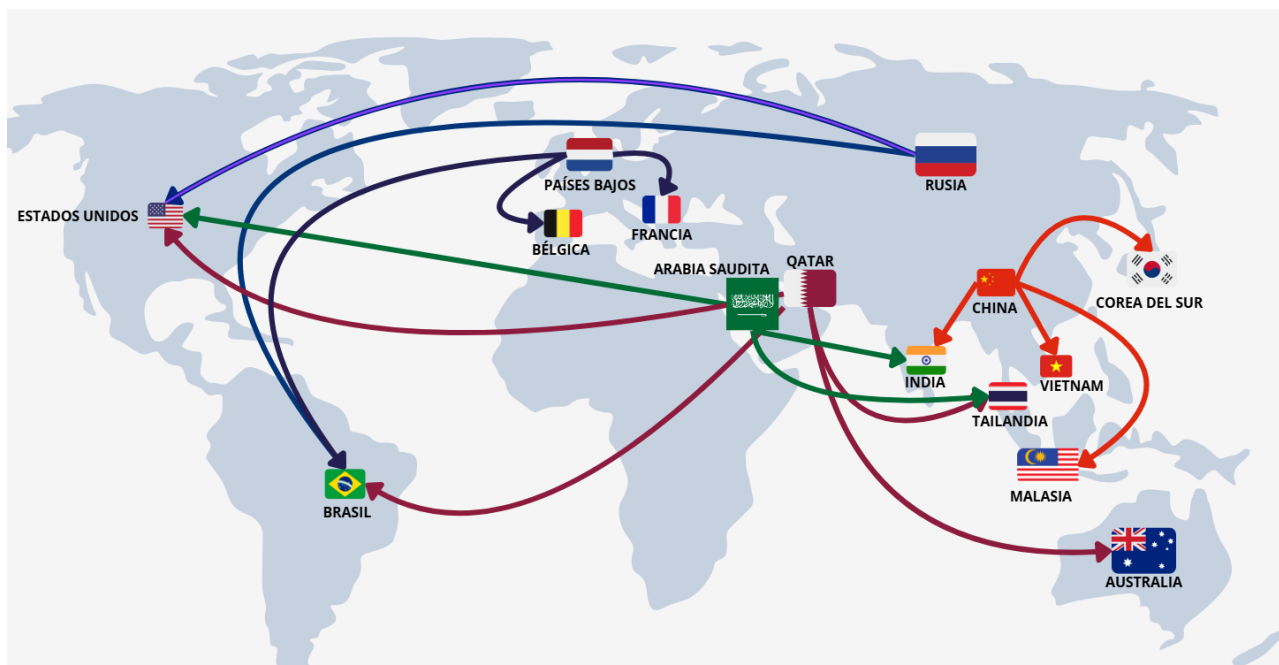 PAÍSES BAJOS
RUSIA
ESTADOS UNIDOS
FRANCIA
BÉLGICA
ARABIA SAUDITA
QATAR
COREA DEL SUR
CHINA
INDIA
VIETNAM
TAILANDIA
MALASIA
BRASIL
AUSTRALIA